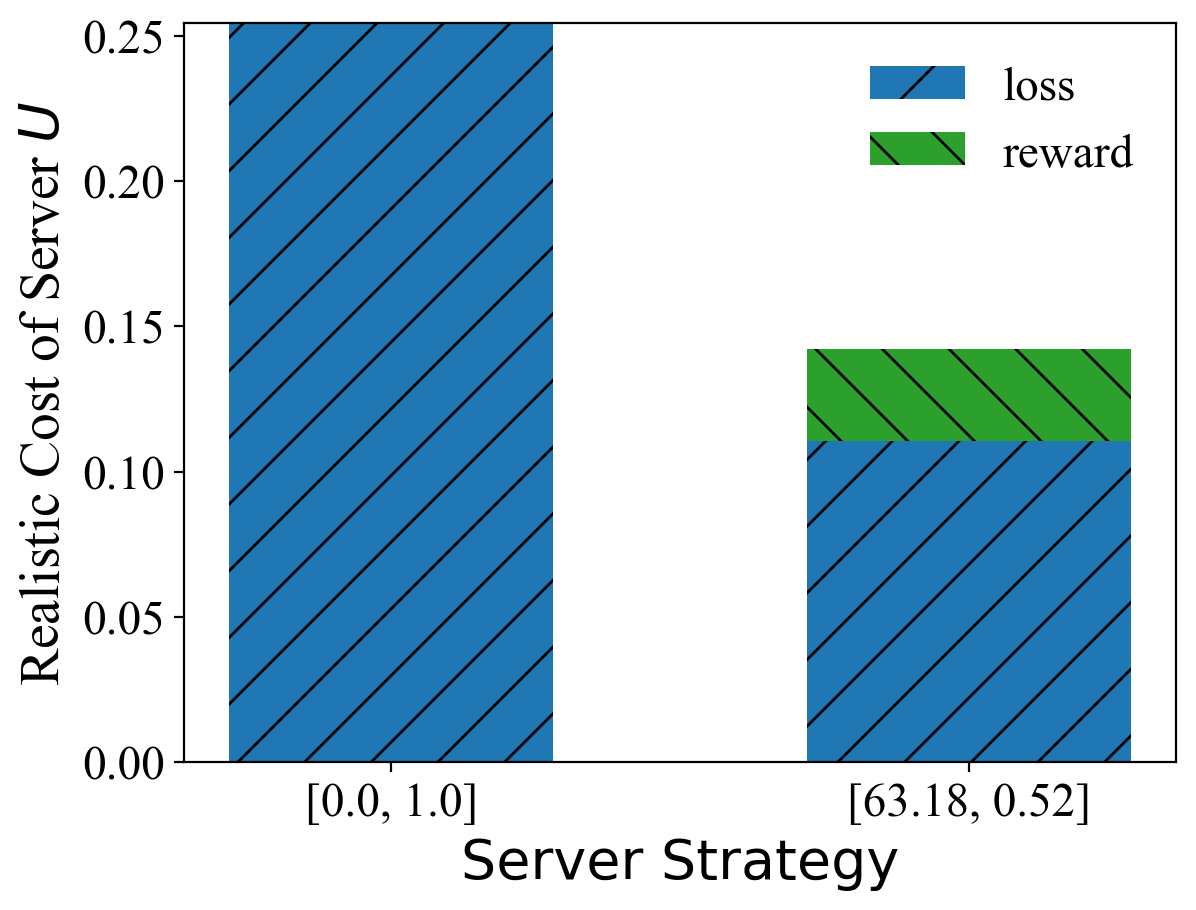 Realistic Cost of Server U
0.25
0.20
0.15
0.10
0.05
0.00
loss
reward
[0.0, 1.0]
[63.18, 0.52]
Server Strategy